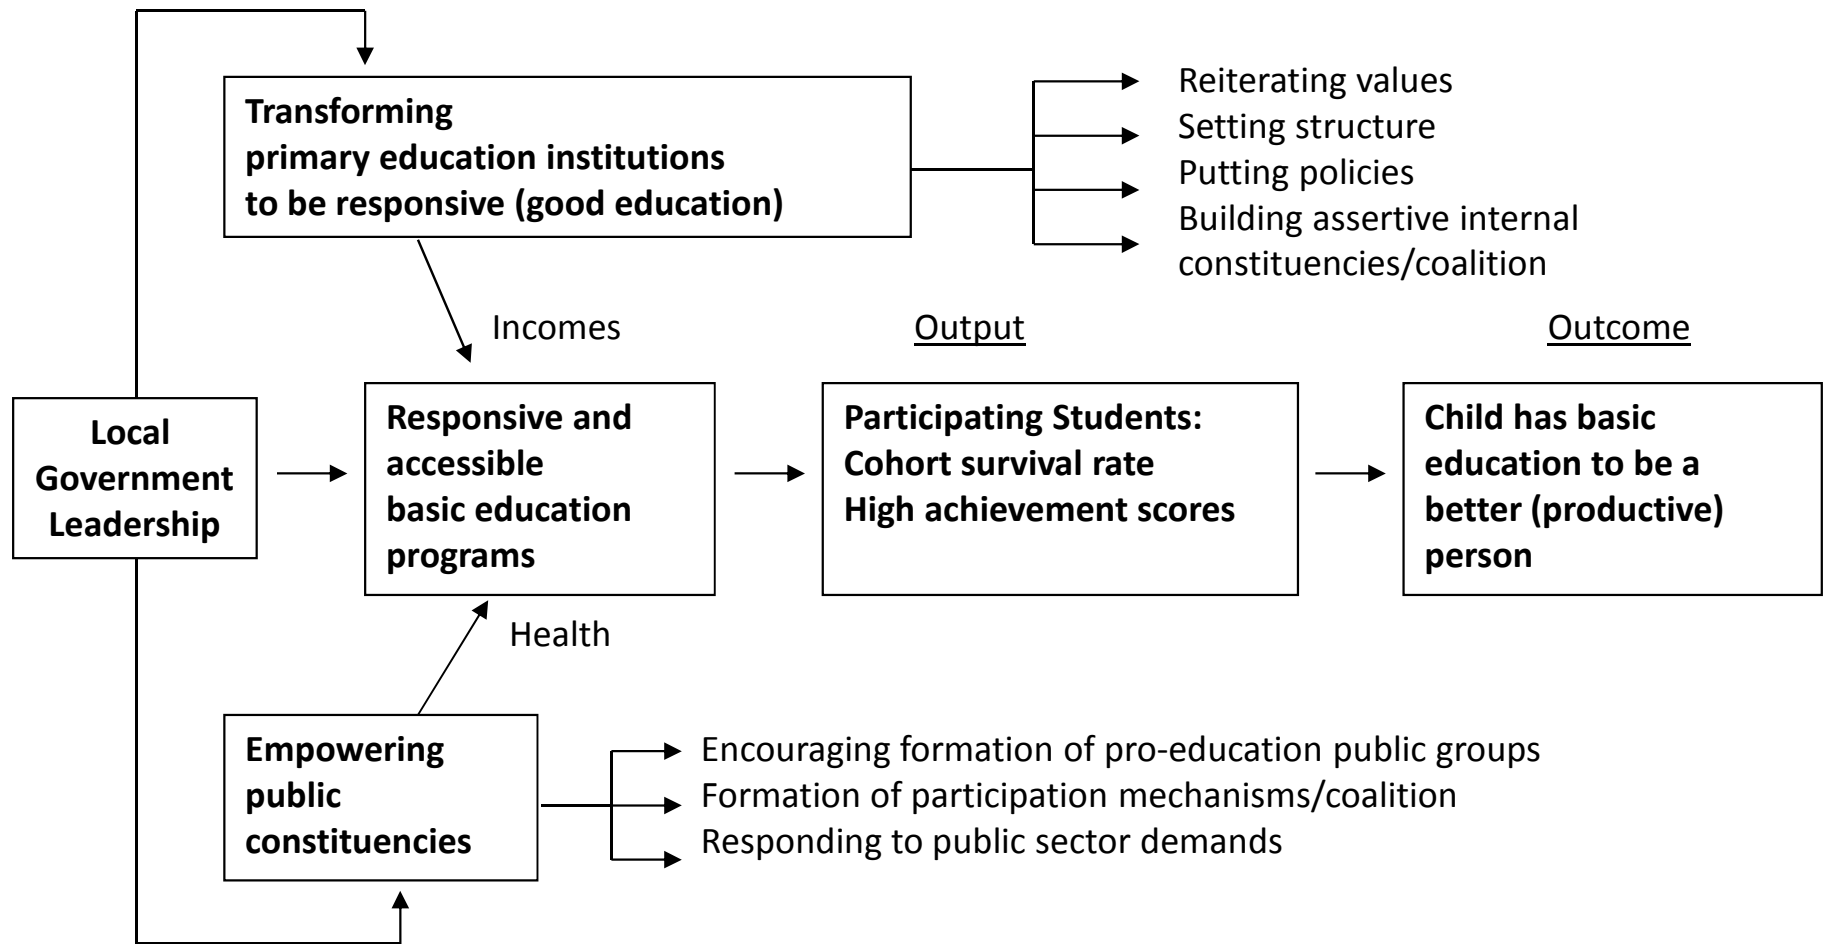 Transforming
primary education institutions
to be responsive (good education)
Reiterating values
Setting structure
Putting policies
Building assertive internal
constituencies/coalition
Incomes
Output
Outcome
Local
Government
Leadership
Responsive and
accessible
basic education
programs
Participating Students:
Cohort survival rate
High achievement scores
Child has basic
education to be a
better (productive)
person
Health
Empowering
public
constituencies
Encouraging formation of pro-education public groups
Formation of participation mechanisms/coalition
Responding to public sector demands